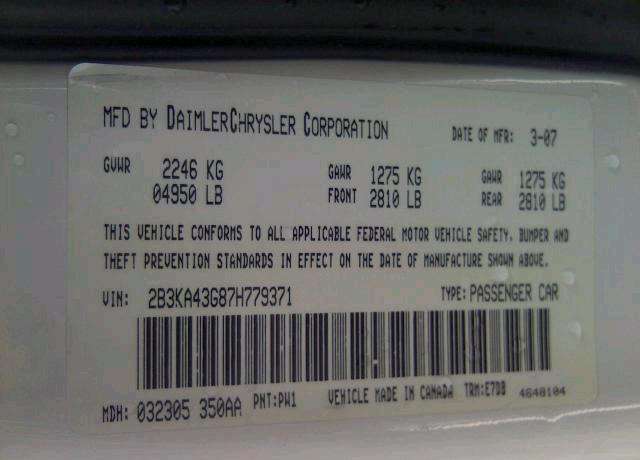 MFD BY DAIMLERCHRYSLER CORPORATION DATE OF MFR: 3-07
GVWR 2246 KG GAWR 1275 KG GAWR 1275 KG
04950 LB FRONT 2810 LB REAR 2810 LB
THIS VEHICLE CONFORMS TO ALL APPLICABLE FEDERAL MOTOR VEHICLE SAFETY, BUMPER AND
THEFT PREVENTION STANDARDS IN EFFECT ON THE DATE OF MANUFACTURE SHOWN ABOVE.
VIN: 2B3KA43G87H779371 TYPE: PASSENGER CAR
MDH: 032305 350AA PNT:PW1 VEHICLE MADE IN CANADA TRM:E7DB 4648104